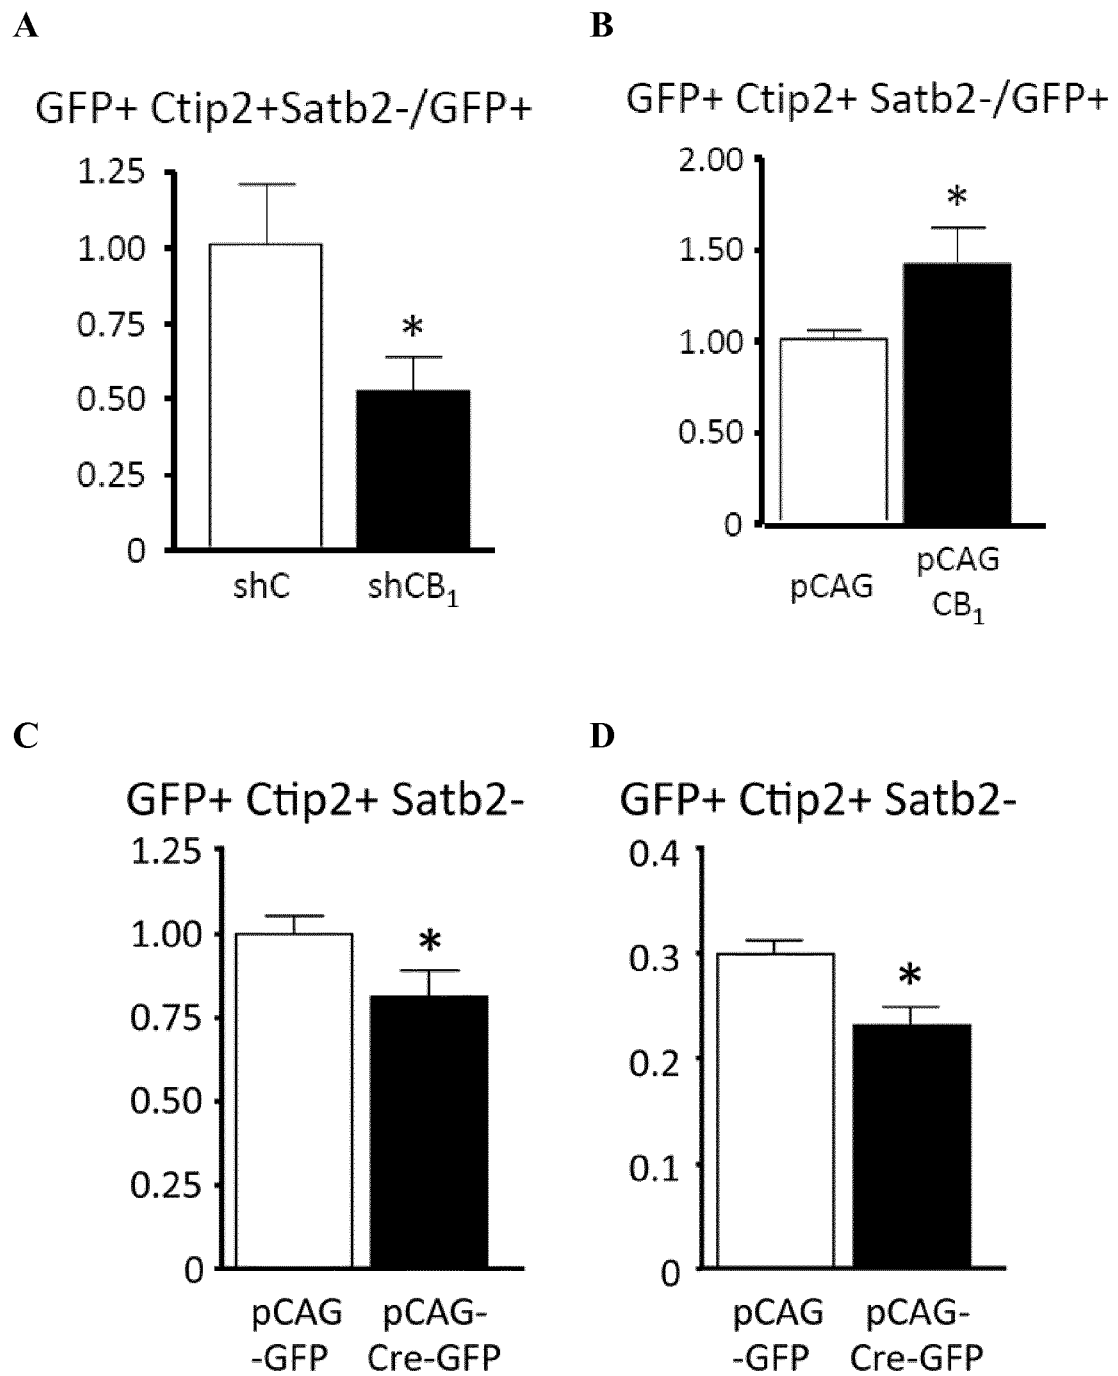 A
GFP+ Ctip2+Satb2-/GFP+
1.25
1.00
0.75
0.50
0.25
0
*
shC
shCB₁
B
GFP+ Ctip2+ Satb2-/GFP+
2.00
1.50
1.00
0.50
0
*
pCAG
pCAG
CB₁
C
GFP+ Ctip2+ Satb2-
1.25
1.00
0.75
0.50
0.25
0
*
pCAG
-GFP
pCAG-
Cre-GFP
D
GFP+ Ctip2+ Satb2-
0.4
0.3
0.2
0.1
0
*
pCAG
-GFP
pCAG-
Cre-GFP